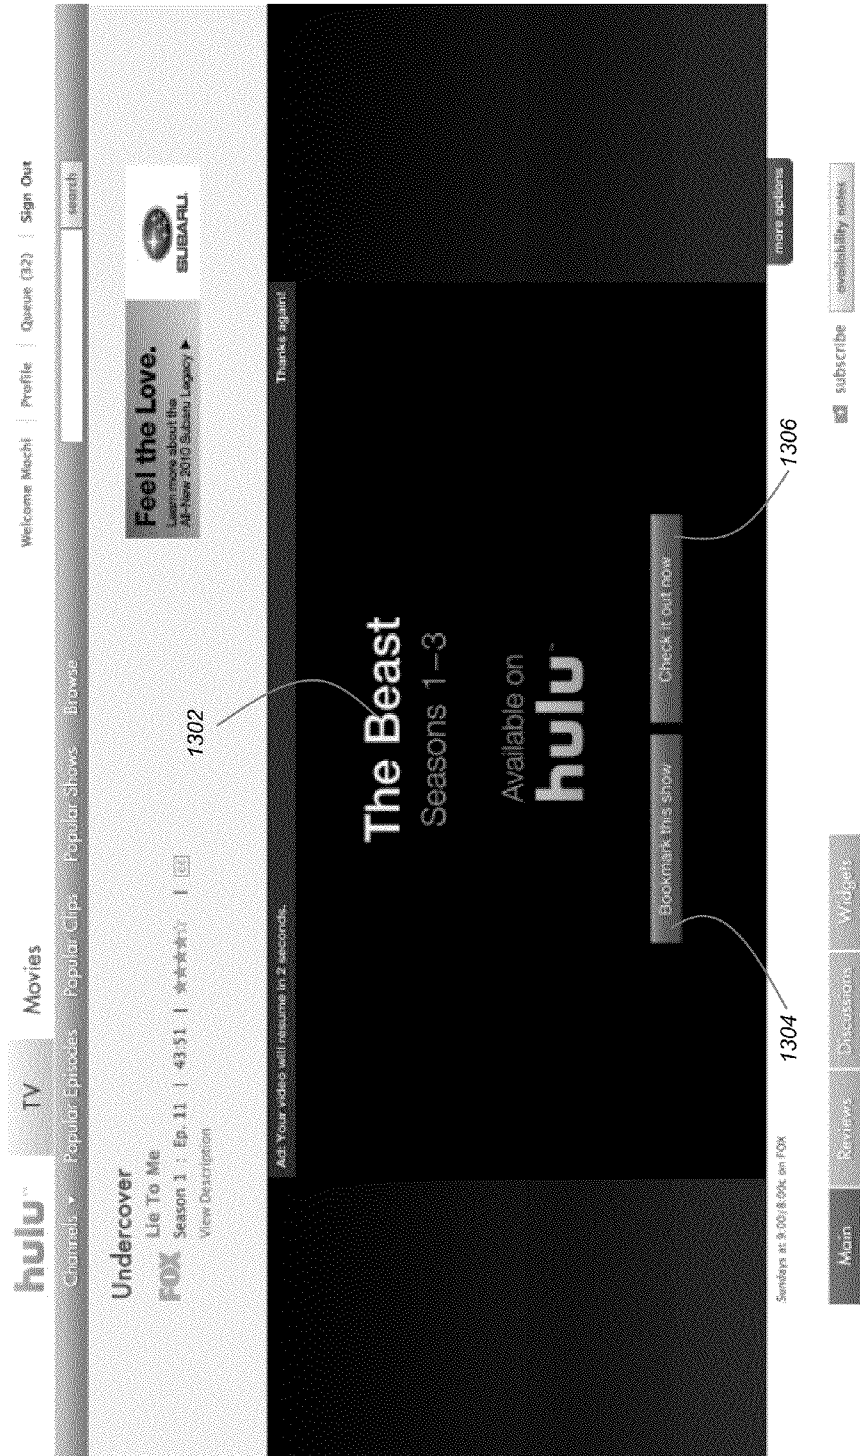 hulu™ TV Movies Welcome Mochi | Profile | Queue (32) | Sign Out
Channels ▼ Popular Episodes Popular Clips Popular Shows Browse search
Undercover
Lie To Me
FOX Season 1 : Ep. 11 | 43:51 | ★★★★☆ | cc
View Description
Feel the Love.
Learn more about the
All-New 2010 Subaru Legacy ▶
SUBARU.
1302
Ad: Your video will resume in 2 seconds. Thanks again!
The Beast
Seasons 1–3
Available on
hulu™
Bookmark this show Check it out now
1304 1306
Sundays at 9:00/8:00c on FOX more options
Main Reviews Discussions Widgets subscribe availability notes